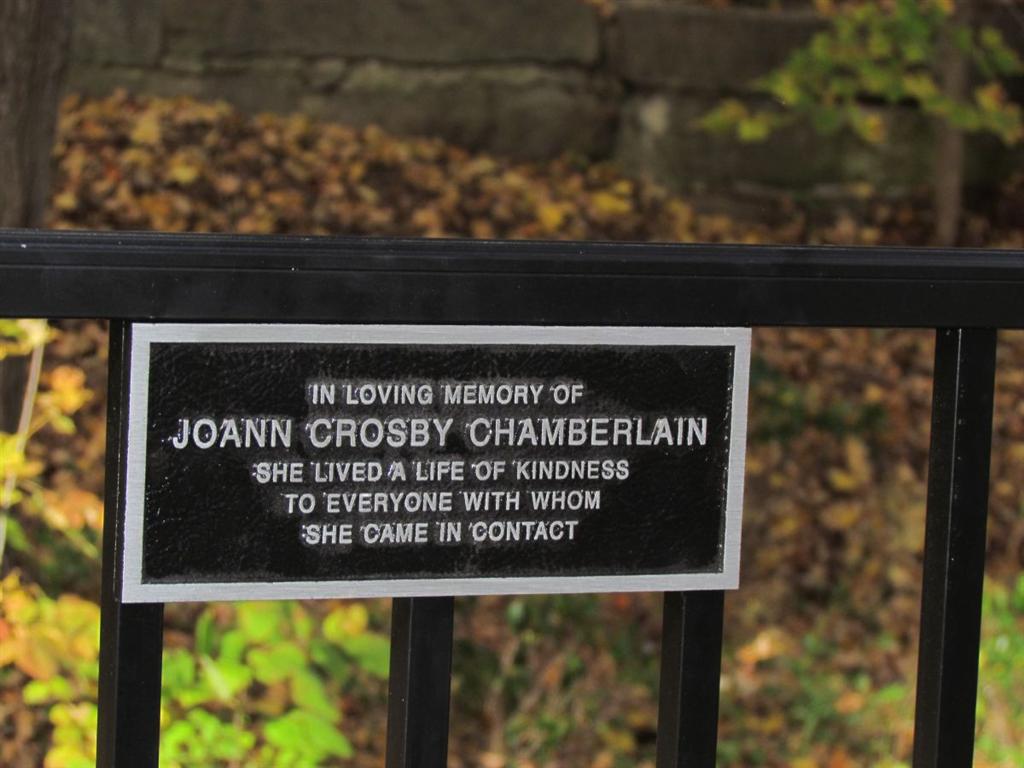 IN LOVING MEMORY OF
JOANN CROSBY CHAMBERLAIN
SHE LIVED A LIFE OF KINDNESS
TO EVERYONE WITH WHOM
SHE CAME IN CONTACT